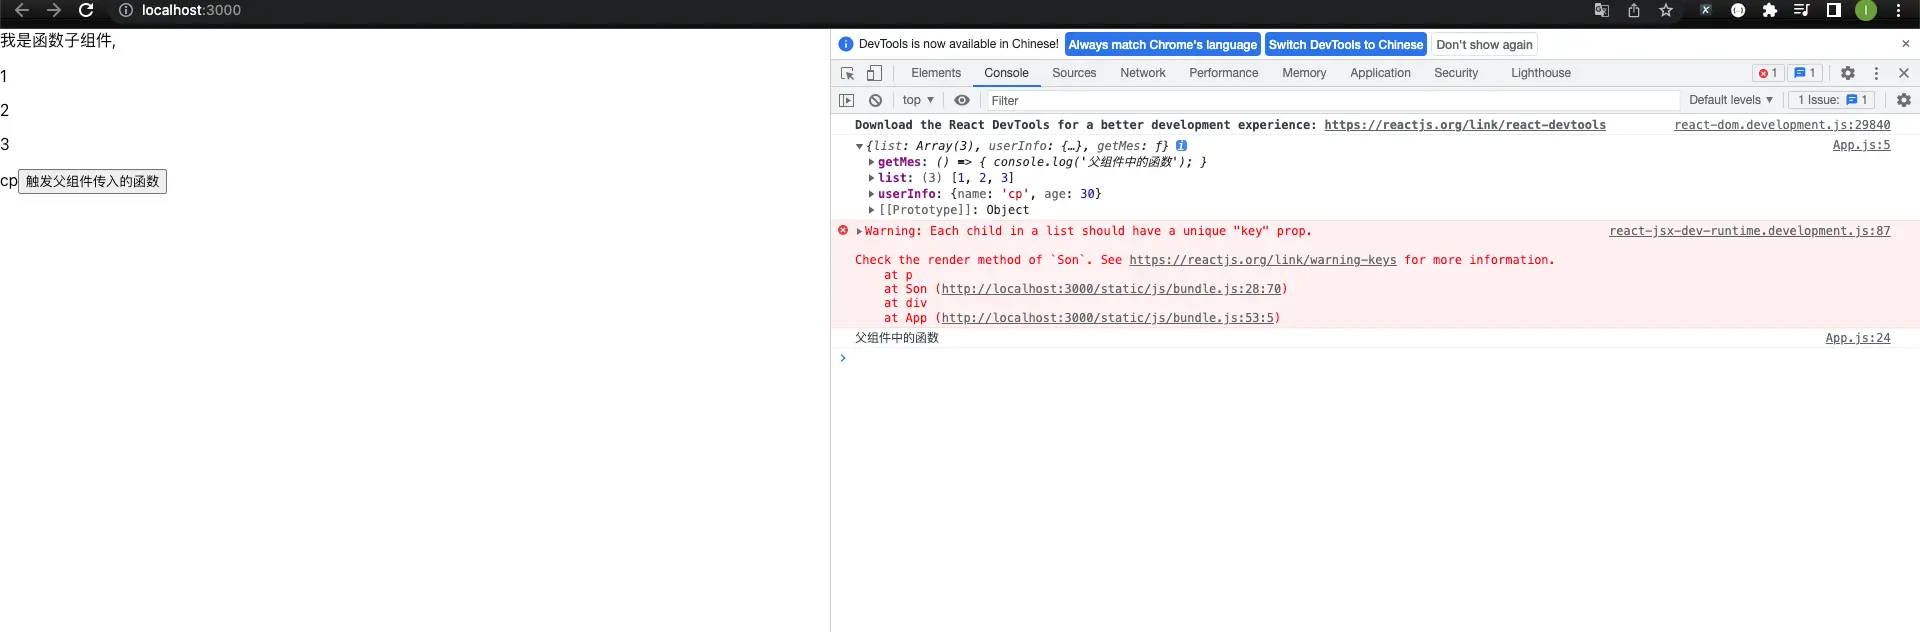 localhost:3000
我是函数子组件,
1
2
3
cp 触发父组件传入的函数
DevTools is now available in Chinese! Always match Chrome's language Switch DevTools to Chinese Don't show again
Elements Console Sources Network Performance Memory Application Security Lighthouse 1 1
top Filter Default levels 1 Issue: 1
Download the React DevTools for a better development experience: https://reactjs.org/link/react-devtools react-dom.development.js:29840
{list: Array(3), userInfo: {…}, getMes: ƒ} App.js:5
getMes: () => { console.log('父组件中的函数'); }
list: (3) [1, 2, 3]
userInfo: {name: 'cp', age: 30}
[[Prototype]]: Object
Warning: Each child in a list should have a unique "key" prop. react-jsx-dev-runtime.development.js:87
Check the render method of `Son`. See https://reactjs.org/link/warning-keys for more information.
at p
at Son (http://localhost:3000/static/js/bundle.js:28:70)
at div
at App (http://localhost:3000/static/js/bundle.js:53:5)
父组件中的函数 App.js:24